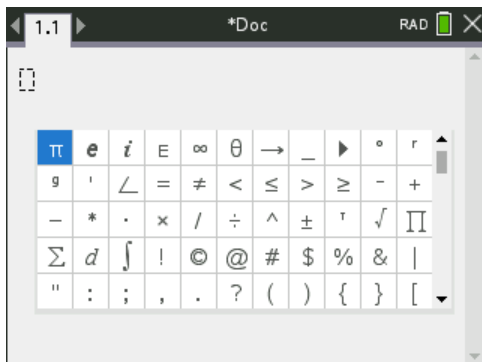 1.1 *Doc RAD
π e i E ∞ θ → _ ▶ ° r
g ' ∠ = ≠ < ≤ > ≥ − +
− * · × / ÷ ^ ± ᵀ √ ∏
∑ d ∫ ! © @ # $ % & |
" : ; , . ? ( ) { } [